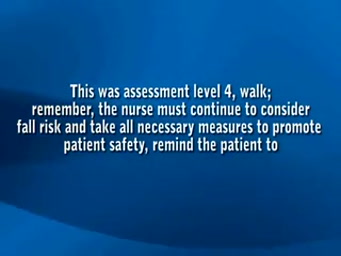 This was assessment level 4, walk;
remember, the nurse must continue to consider
fall risk and take all necessary measures to promote
patient safety, remind the patient to